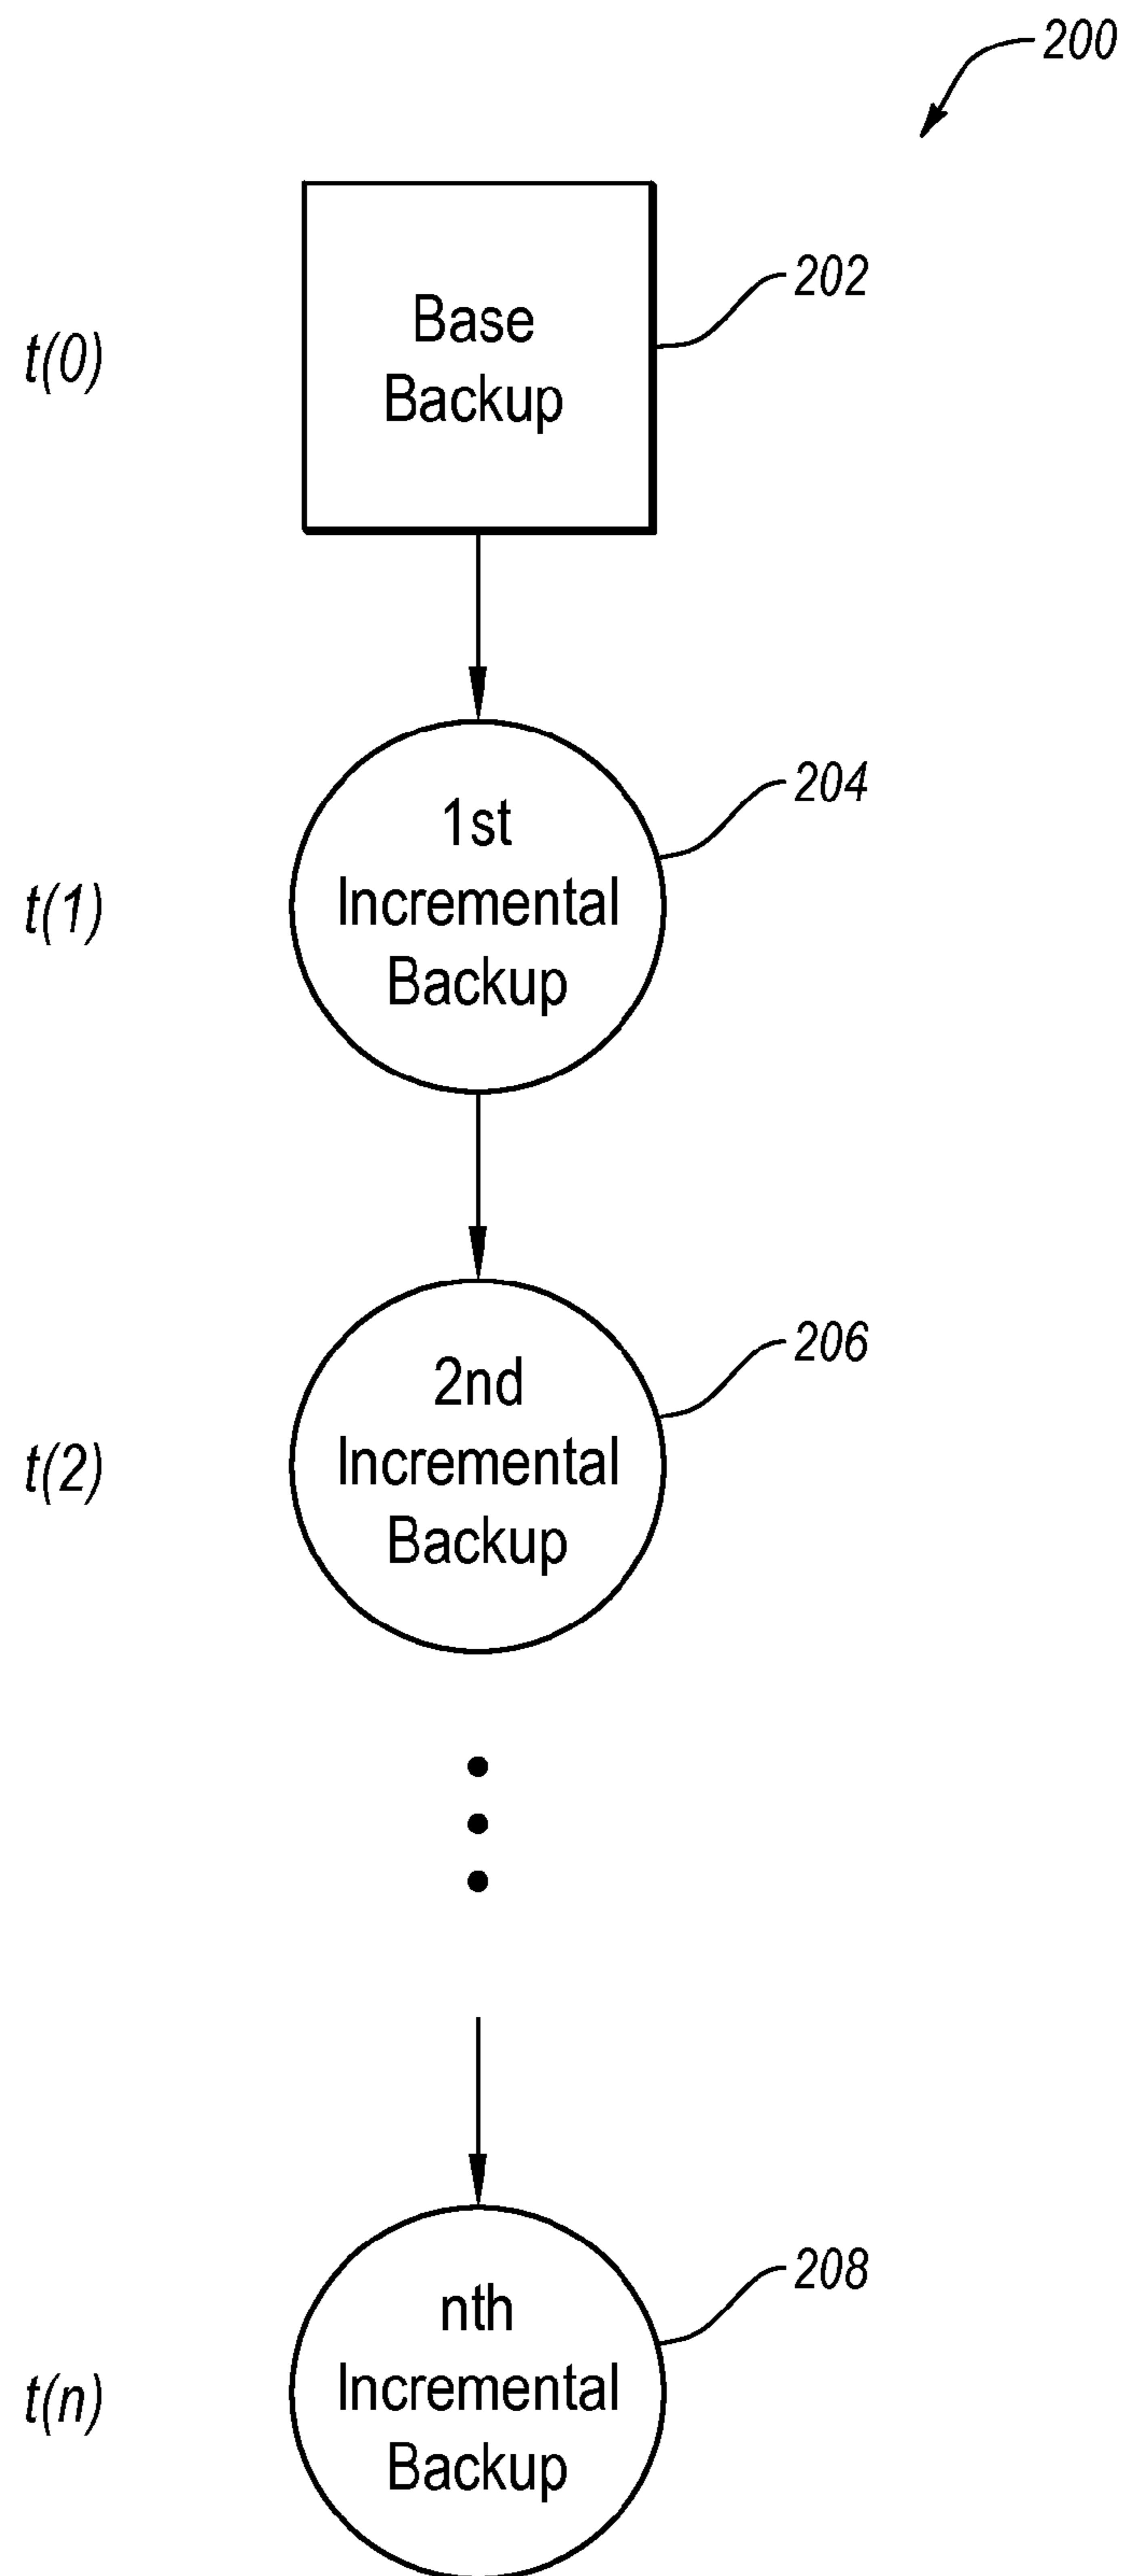 200
Base
Backup
202
t(0)
1st
Incremental
Backup
204
t(1)
2nd
Incremental
Backup
206
t(2)
nth
Incremental
Backup
208
t(n)